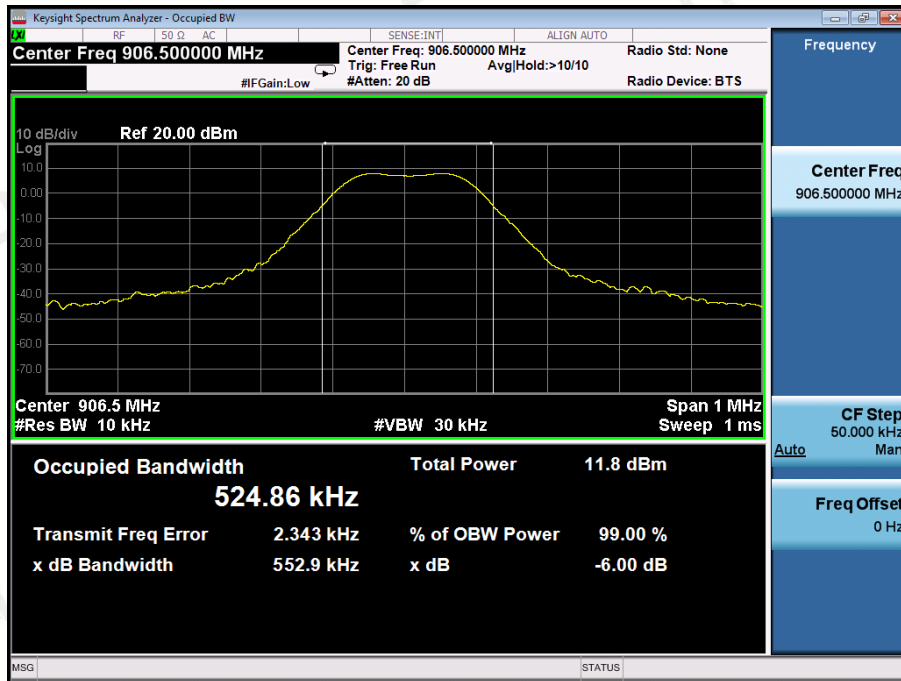 Keysight Spectrum Analyzer - Occupied BW
LXI RF 50 Ω AC SENSE:INT ALIGN AUTO
Center Freq 906.500000 MHz
Center Freq: 906.500000 MHz Radio Std: None
Trig: Free Run Avg|Hold:>10/10
#IFGain:Low #Atten: 20 dB Radio Device: BTS
10 dB/div Ref 20.00 dBm
Log
10.0
0.00
-10.0
-20.0
-30.0
-40.0
-50.0
-60.0
-70.0
Center 906.5 MHz Span 1 MHz
#Res BW 10 kHz #VBW 30 kHz Sweep 1 ms
Occupied Bandwidth Total Power 11.8 dBm
524.86 kHz
Transmit Freq Error 2.343 kHz % of OBW Power 99.00 %
x dB Bandwidth 552.9 kHz x dB -6.00 dB
MSG STATUS
Frequency
Center Freq
906.500000 MHz
CF Step
50.000 kHz
Auto Man
Freq Offset
0 Hz